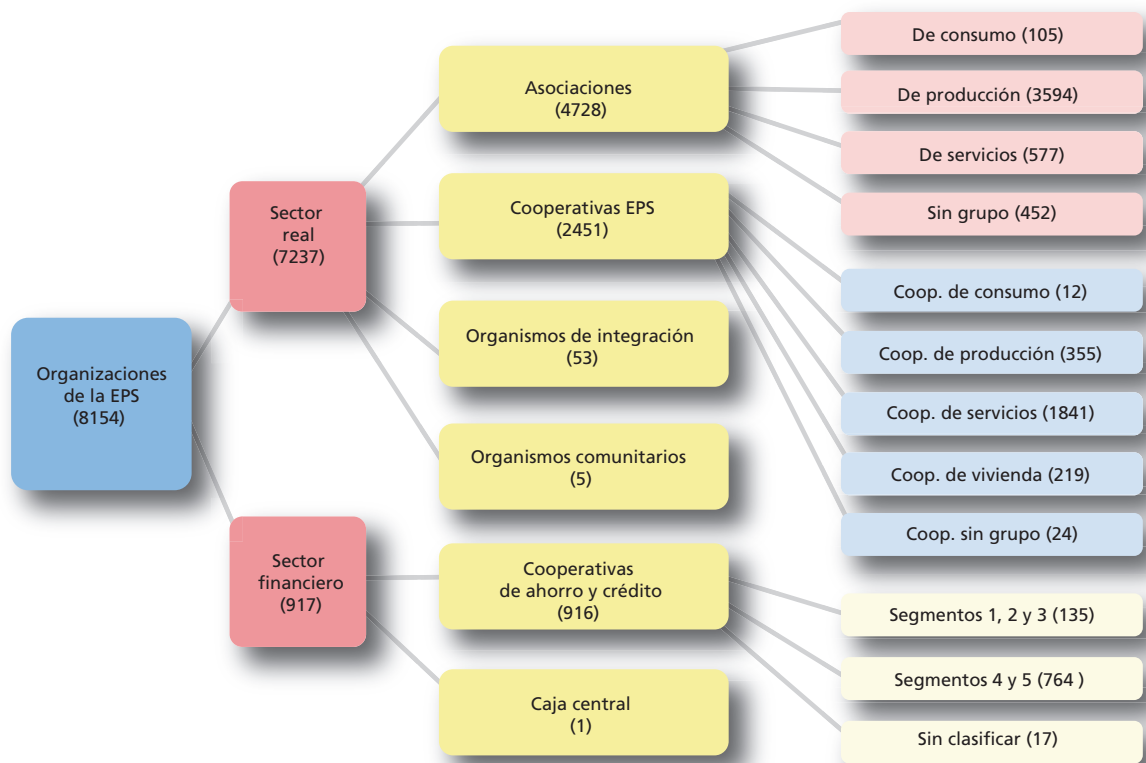 Organizaciones
de la EPS
(8154)
Sector
real
(7237)
Sector
financiero
(917)
Asociaciones
(4728)
Cooperativas EPS
(2451)
Organismos de integración
(53)
Organismos comunitarios
(5)
Cooperativas
de ahorro y crédito
(916)
Caja central
(1)
De consumo (105)
De producción (3594)
De servicios (577)
Sin grupo (452)
Coop. de consumo (12)
Coop. de producción (355)
Coop. de servicios (1841)
Coop. de vivienda (219)
Coop. sin grupo (24)
Segmentos 1, 2 y 3 (135)
Segmentos 4 y 5 (764 )
Sin clasificar (17)